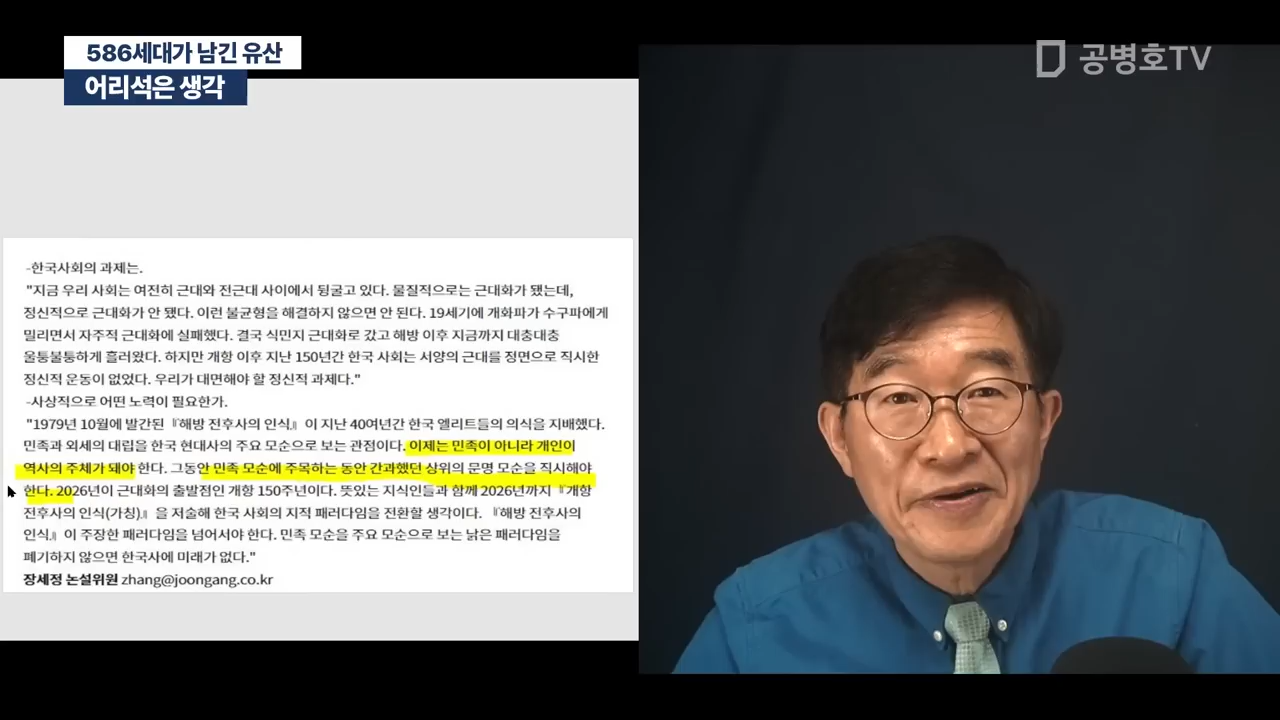 586세대가 남긴 유산
어리석은 생각
공병호TV
-한국사회의 과제는.
"지금 우리 사회는 여전히 근대와 전근대 사이에서 뒹굴고 있다. 물질적으로는 근대화가 됐는데,
정신적으로 근대화가 안 됐다. 이런 불균형을 해결하지 않으면 안 된다. 19세기에 개화파가 수구파에게
밀리면서 자주적 근대화에 실패했다. 결국 식민지 근대화로 갔고 해방 이후 지금까지 대충대충
울퉁불퉁하게 흘러왔다. 하지만 개항 이후 지난 150년간 한국 사회는 서양의 근대를 정면으로 직시한
정신적 운동이 없었다. 우리가 대면해야 할 정신적 과제다."
-사상적으로 어떤 노력이 필요한가.
"1979년 10월에 발간된 『해방 전후사의 인식』이 지난 40여년간 한국 엘리트들의 의식을 지배했다.
민족과 외세의 대립을 한국 현대사의 주요 모순으로 보는 관점이다. 이제는 민족이 아니라 개인이
역사의 주체가 돼야 한다. 그동안 민족 모순에 주목하는 동안 간과했던 상위의 문명 모순을 직시해야
한다. 2026년이 근대화의 출발점인 개항 150주년이다. 뜻있는 지식인들과 함께 2026년까지 『개항
전후사의 인식(가칭)』을 저술해 한국 사회의 지적 패러다임을 전환할 생각이다. 『해방 전후사의
인식』이 주장한 패러다임을 넘어서야 한다. 민족 모순을 주요 모순으로 보는 낡은 패러다임을
폐기하지 않으면 한국사에 미래가 없다."
장세정 논설위원 zhang@joongang.co.kr